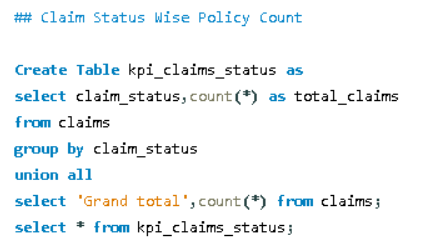 ## Claim Status Wise Policy Count
Create Table kpi_claims_status as
select claim_status,count(*) as total_claims
from claims
group by claim_status
union all
select 'Grand total',count(*) from claims;
select * from kpi_claims_status;